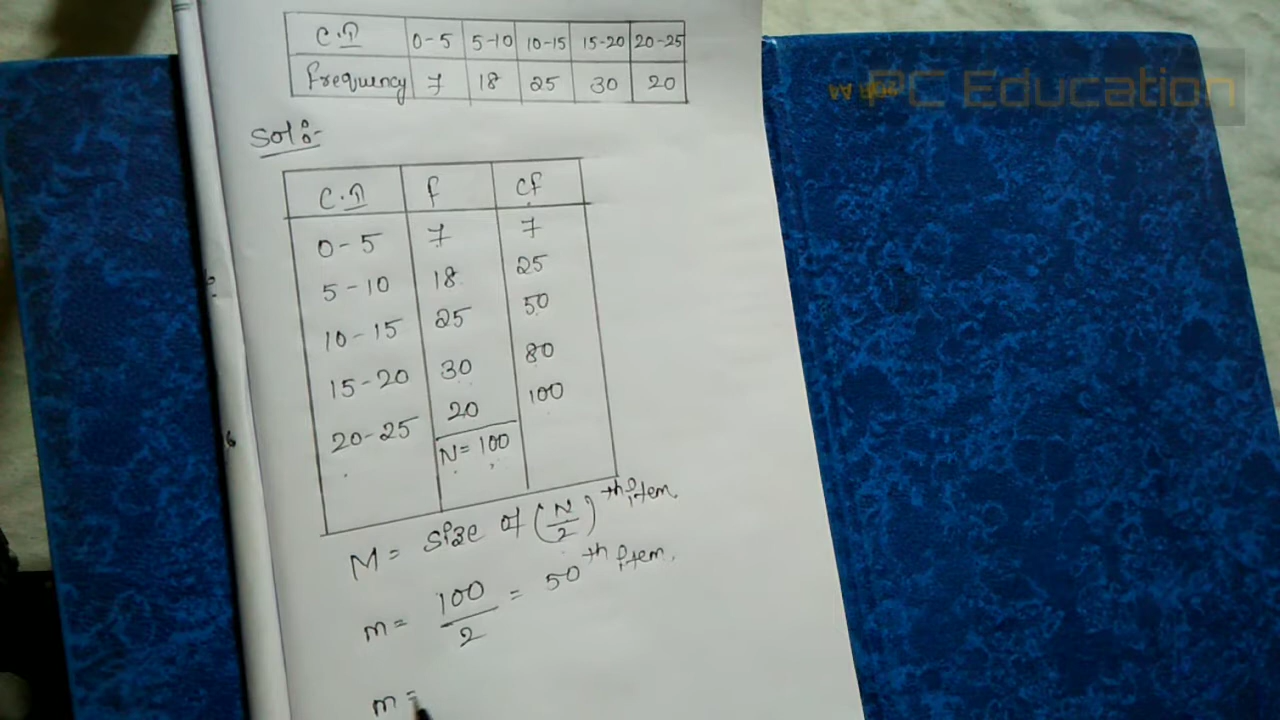 C.I 0-5 5-10 10-15 15-20 20-25
frequency 7 18 25 30 20
Sol:-
C.I f cf
0-5 7 7
5-10 18 25
10-15 25 50
15-20 30 80
20-25 20 100
N=100
M = Size of (N/2)th item.
m = 100/2 = 50th item.
m =
PC Education